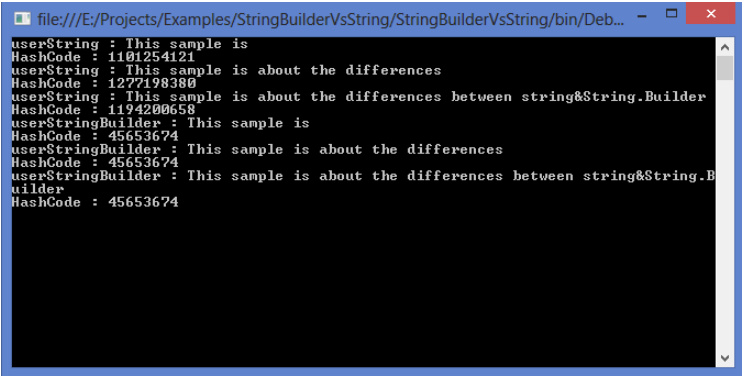 file:///E:/Projects/Examples/StringBuilderVsString/StringBuilderVsString/bin/Deb...
userString : This sample is
HashCode : 1101254121
userString : This sample is about the differences
HashCode : 1277198380
userString : This sample is about the differences between string&String.Builder
HashCode : 1194200658
userStringBuilder : This sample is
HashCode : 45653674
userStringBuilder : This sample is about the differences
HashCode : 45653674
userStringBuilder : This sample is about the differences between string&String.B
uilder
HashCode : 45653674